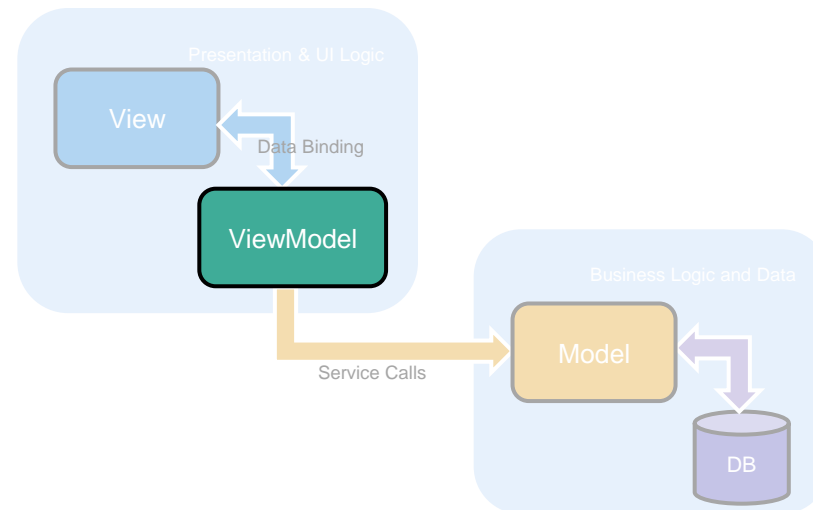 Presentation & UI Logic
View
Data Binding
ViewModel
Business Logic and Data
Model
Service Calls
DB